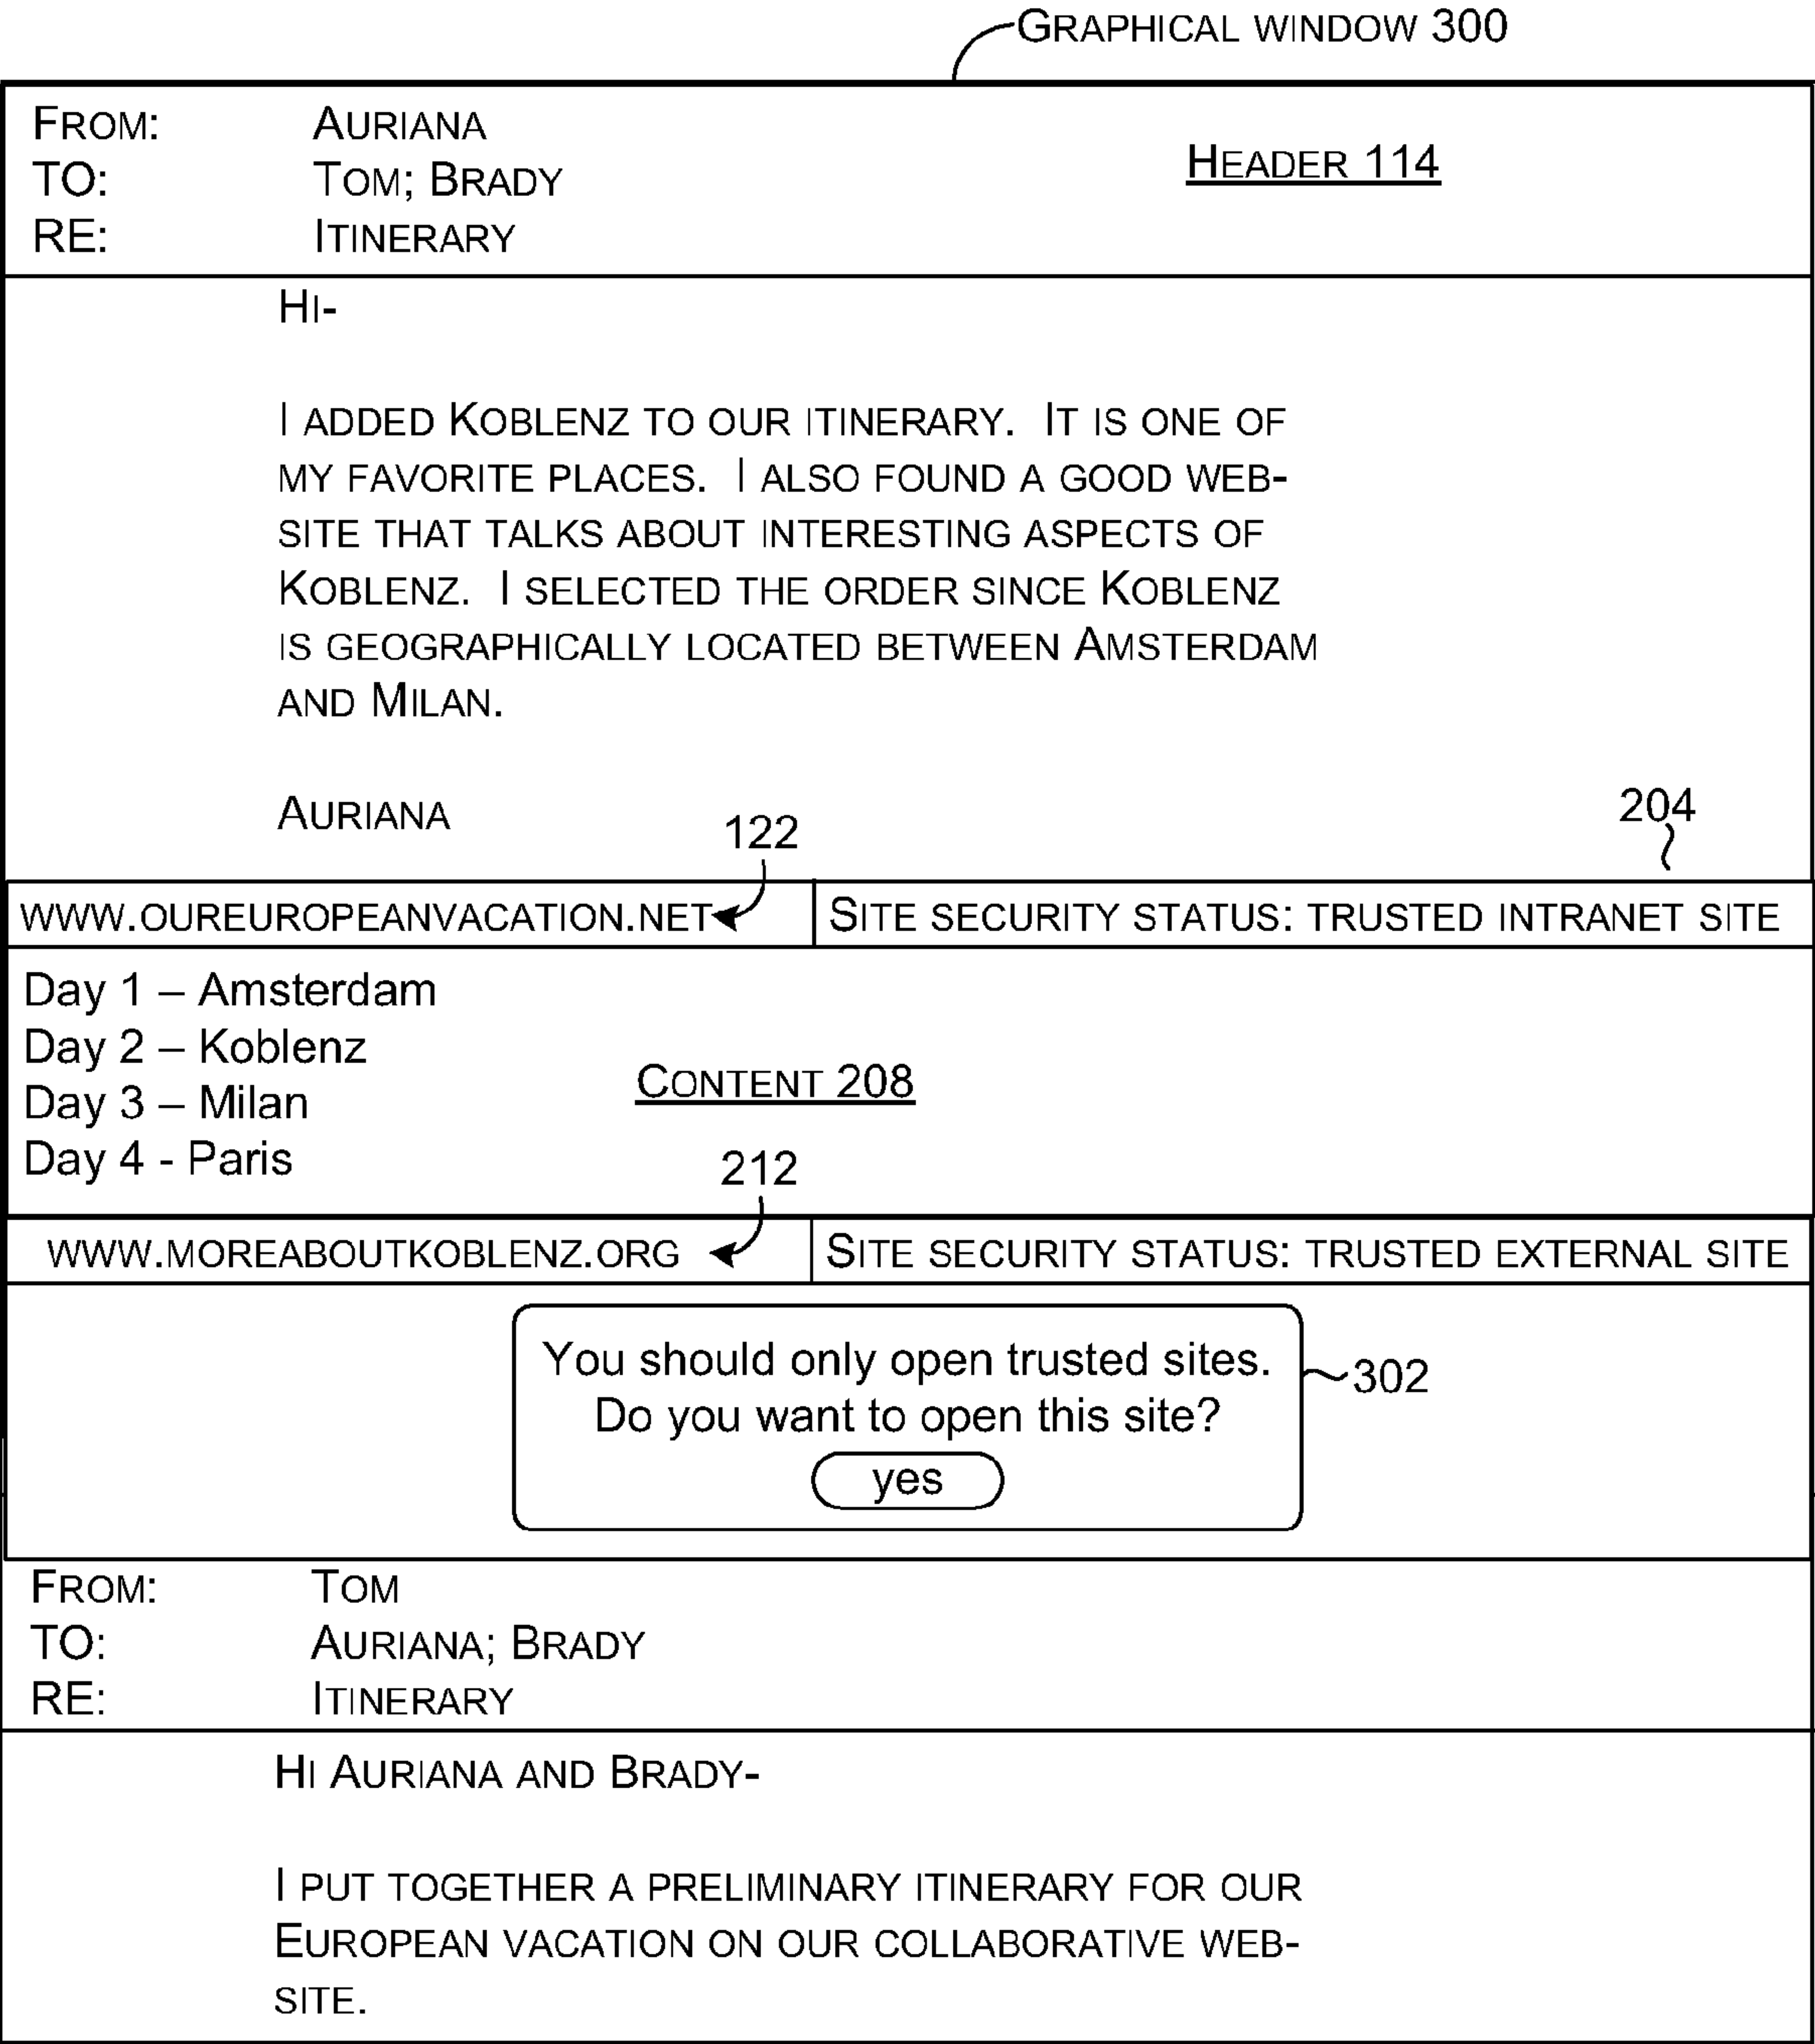 GRAPHICAL WINDOW 300
FROM: AURIANA
TO: TOM; BRADY
RE: ITINERARY
HEADER 114
HI-
I ADDED KOBLENZ TO OUR ITINERARY. IT IS ONE OF
MY FAVORITE PLACES. I ALSO FOUND A GOOD WEB-
SITE THAT TALKS ABOUT INTERESTING ASPECTS OF
KOBLENZ. I SELECTED THE ORDER SINCE KOBLENZ
IS GEOGRAPHICALLY LOCATED BETWEEN AMSTERDAM
AND MILAN.
AURIANA
122
204
WWW.OUREUROPEANVACATION.NET SITE SECURITY STATUS: TRUSTED INTRANET SITE
Day 1 – Amsterdam
Day 2 – Koblenz
Day 3 – Milan
Day 4 - Paris
CONTENT 208
212
WWW.MOREABOUTKOBLENZ.ORG SITE SECURITY STATUS: TRUSTED EXTERNAL SITE
You should only open trusted sites.
Do you want to open this site?
yes
302
FROM: TOM
TO: AURIANA; BRADY
RE: ITINERARY
HI AURIANA AND BRADY-
I PUT TOGETHER A PRELIMINARY ITINERARY FOR OUR
EUROPEAN VACATION ON OUR COLLABORATIVE WEB-
SITE.